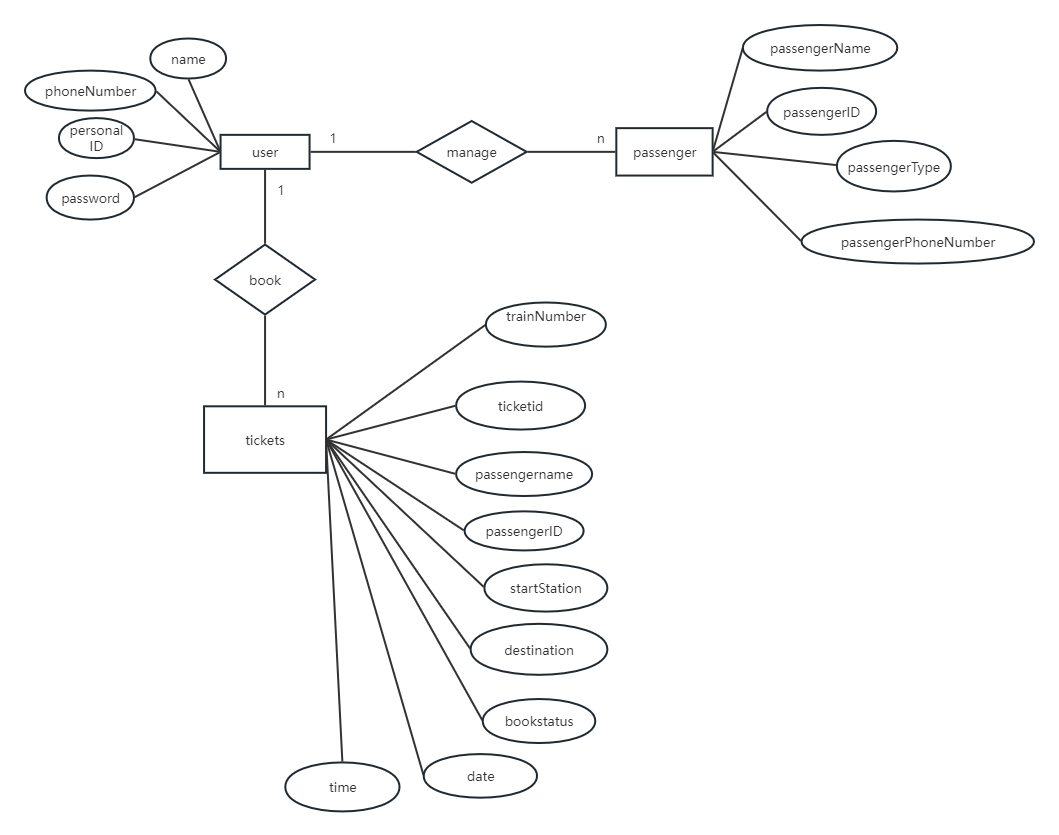 name
phoneNumber
personal
ID
password
user
1
manage
n
passenger
passengerName
passengerID
passengerType
passengerPhoneNumber
1
book
n
tickets
trainNumber
ticketid
passengername
passengerID
startStation
destination
bookstatus
date
time